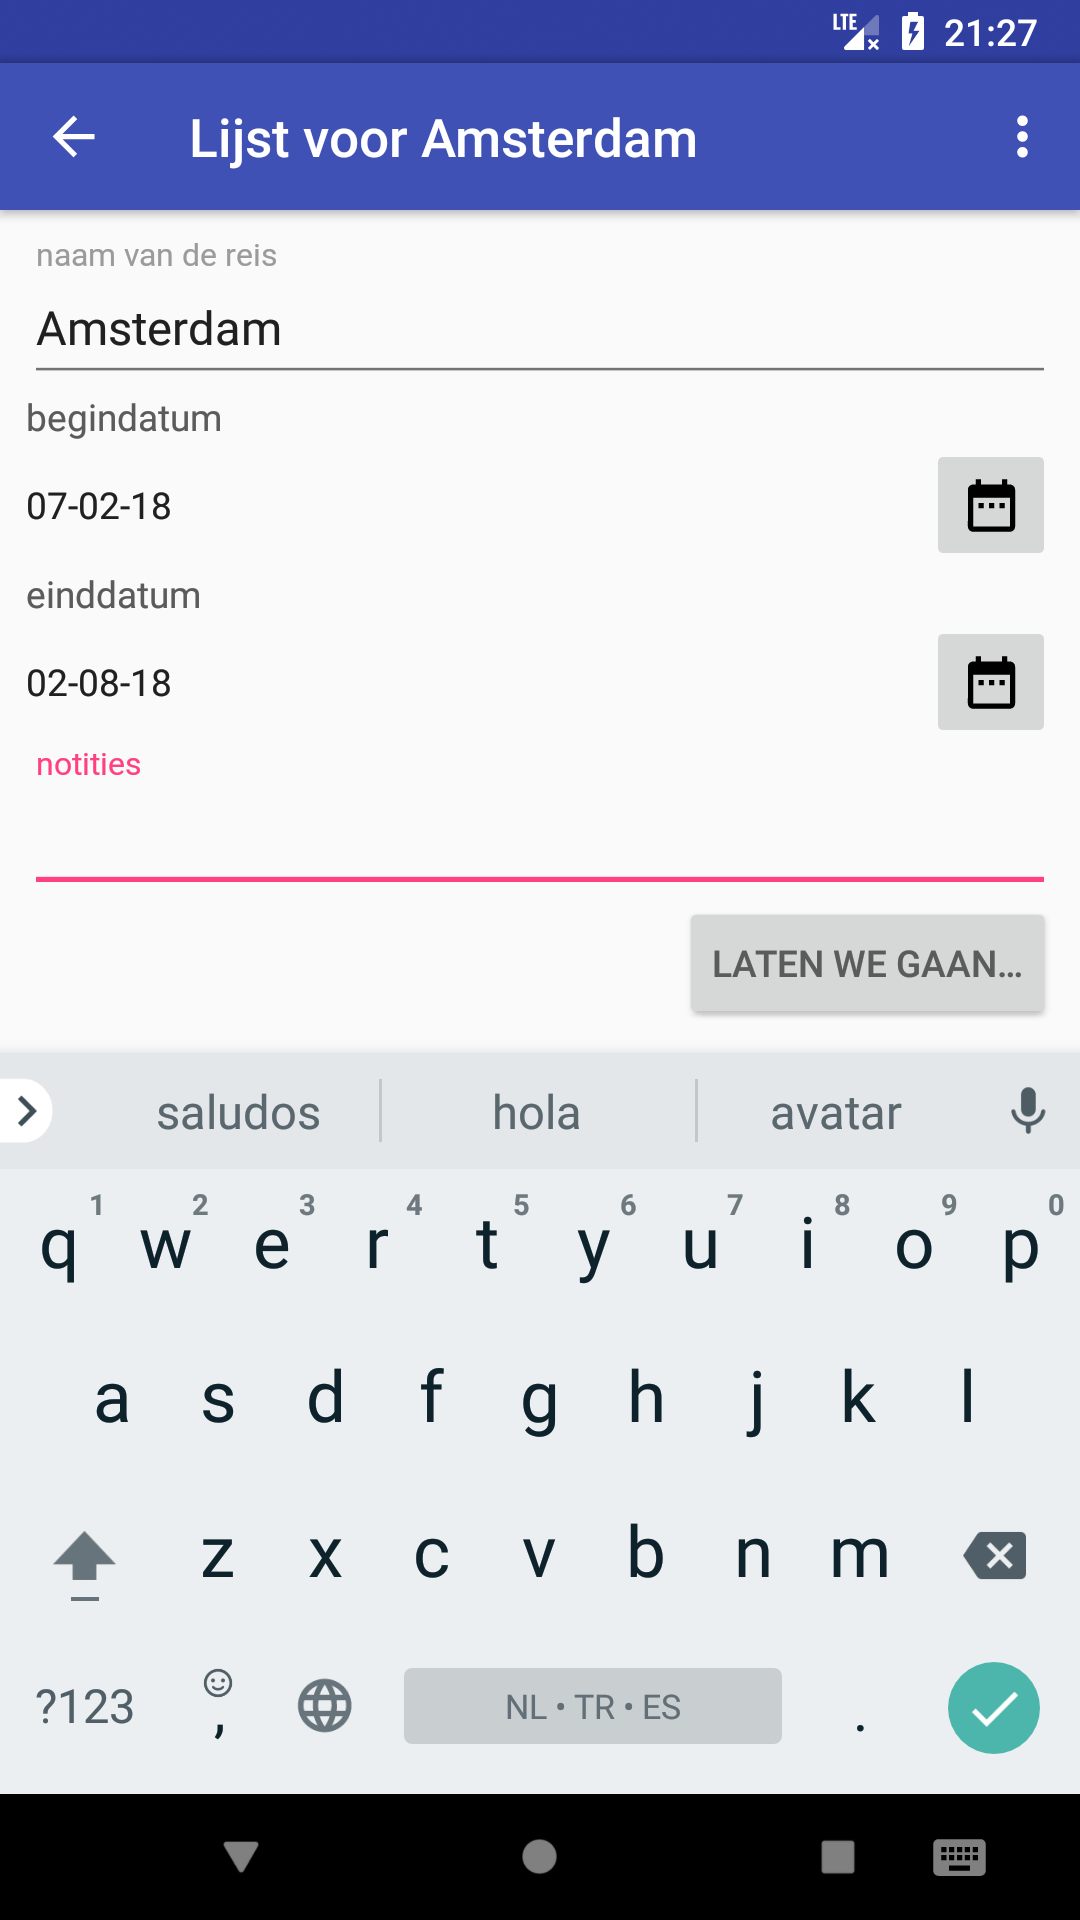 LTE 21:27
Lijst voor Amsterdam
naam van de reis
Amsterdam
begindatum
07-02-18
einddatum
02-08-18
notities
LATEN WE GAAN...
saludos hola avatar
1 2 3 4 5 6 7 8 9 0
q w e r t y u i o p
a s d f g h j k l
z x c v b n m
?123 , NL • TR • ES .